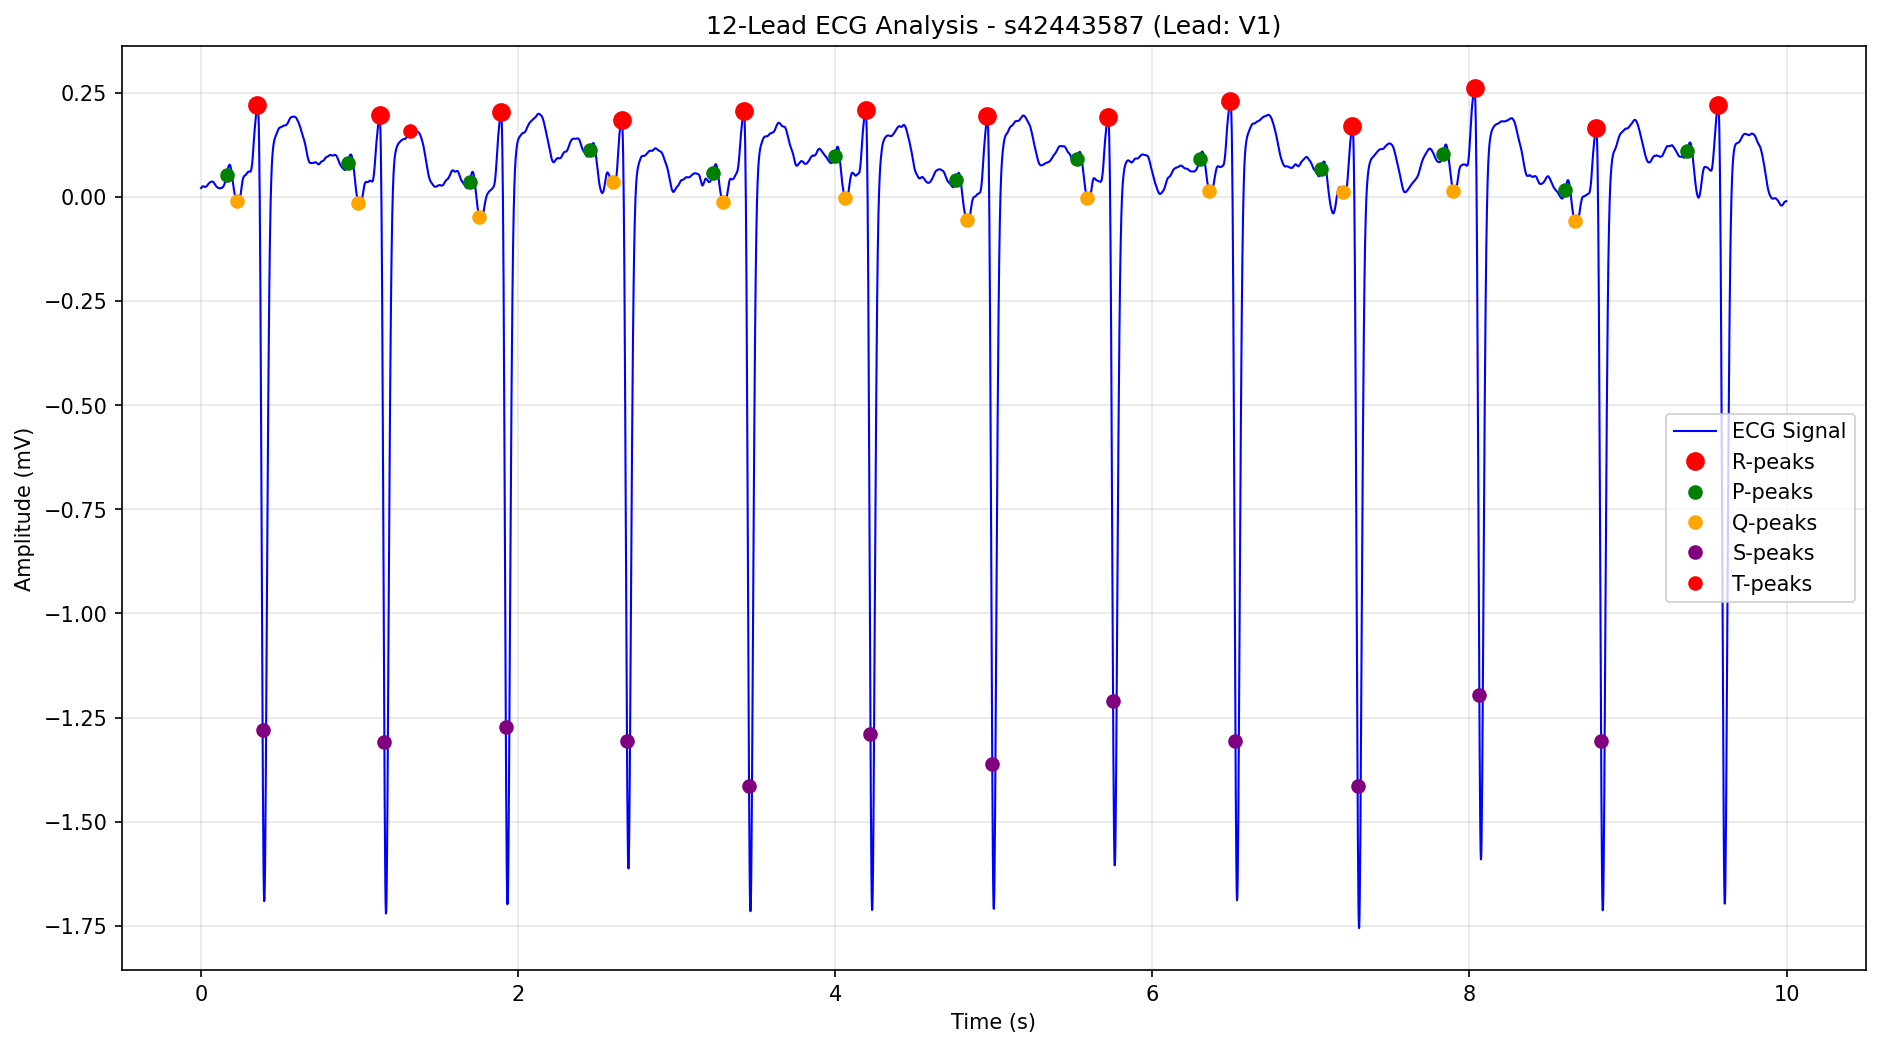 12-Lead ECG Analysis - s42443587 (Lead: V1)
Amplitude (mV)
0.25
0.00
−0.25
−0.50
−0.75
−1.00
−1.25
−1.50
−1.75
ECG Signal
R-peaks
P-peaks
Q-peaks
S-peaks
T-peaks
0 2 4 6 8 10
Time (s)